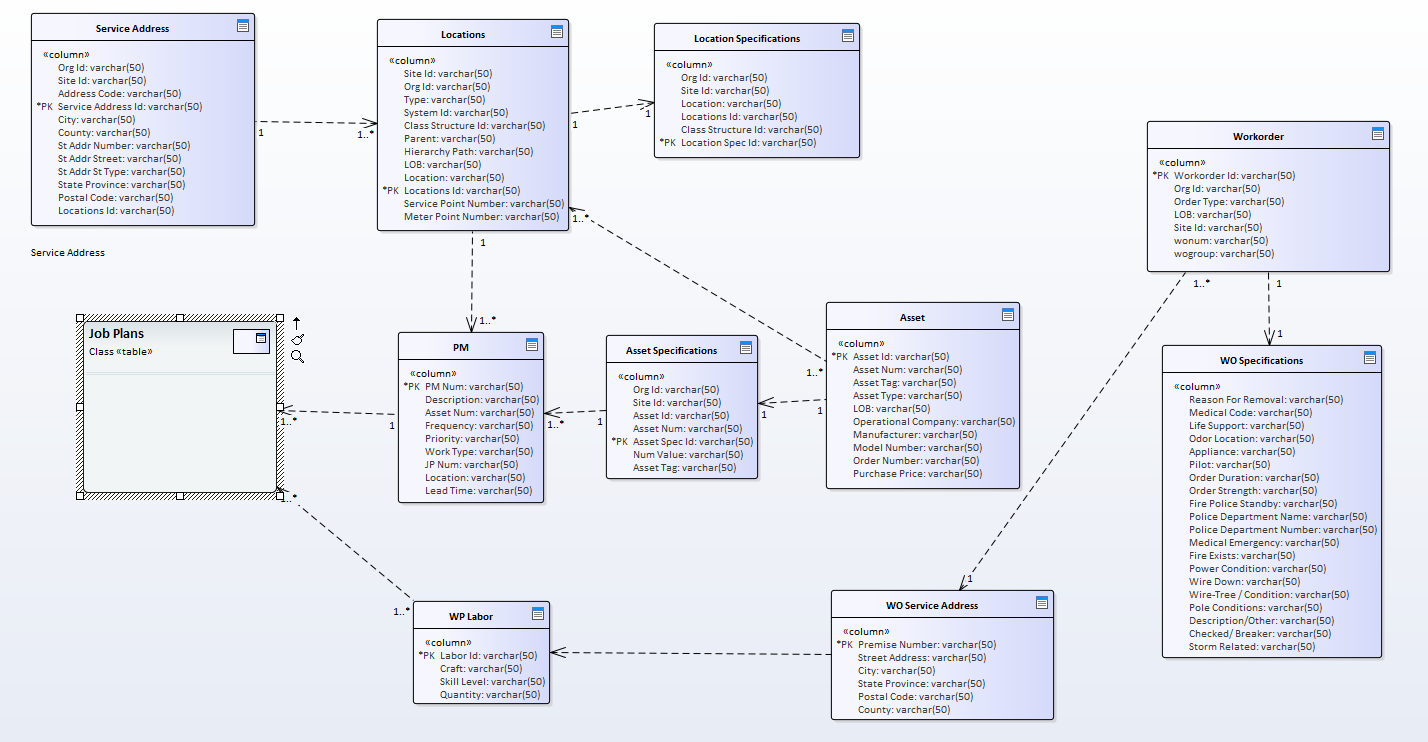 Service Address
«column»
Org Id: varchar(50)
Site Id: varchar(50)
Address Code: varchar(50)
*PK Service Address Id: varchar(50)
City: varchar(50)
County: varchar(50)
St Addr Number: varchar(50)
St Addr Street: varchar(50)
St Addr St Type: varchar(50)
State Province: varchar(50)
Postal Code: varchar(50)
Locations Id: varchar(50)
1
1..*
Locations
«column»
Site Id: varchar(50)
Org Id: varchar(50)
Type: varchar(50)
System Id: varchar(50)
Class Structure Id: varchar(50)
Parent: varchar(50)
Hierarchy Path: varchar(50)
LOB: varchar(50)
Location: varchar(50)
*PK Locations Id: varchar(50)
Service Point Number: varchar(50)
Meter Point Number: varchar(50)
1
1
Location Specifications
«column»
Org Id: varchar(50)
Site Id: varchar(50)
Location: varchar(50)
Locations Id: varchar(50)
Class Structure Id: varchar(50)
*PK Location Spec Id: varchar(50)
Workorder
«column»
*PK Workorder Id: varchar(50)
Org Id: varchar(50)
Order Type: varchar(50)
LOB: varchar(50)
Site Id: varchar(50)
wonum: varchar(50)
wogroup: varchar(50)
Service Address
1
1..*
1..*
1..*
1..*
1
1
1
Job Plans
Class «table»
1..*
1
PM
«column»
*PK PM Num: varchar(50)
Description: varchar(50)
Asset Num: varchar(50)
Frequency: varchar(50)
Priority: varchar(50)
Work Type: varchar(50)
JP Num: varchar(50)
Location: varchar(50)
Lead Time: varchar(50)
1..*
1
Asset Specifications
«column»
Org Id: varchar(50)
Site Id: varchar(50)
Asset Id: varchar(50)
Asset Num: varchar(50)
*PK Asset Spec Id: varchar(50)
Num Value: varchar(50)
Asset Tag: varchar(50)
1
1
Asset
«column»
*PK Asset Id: varchar(50)
Asset Num: varchar(50)
Asset Tag: varchar(50)
Asset Type: varchar(50)
LOB: varchar(50)
Operational Company: varchar(50)
Manufacturer: varchar(50)
Model Number: varchar(50)
Order Number: varchar(50)
Purchase Price: varchar(50)
WO Specifications
«column»
Reason For Removal: varchar(50)
Medical Code: varchar(50)
Life Support: varchar(50)
Odor Location: varchar(50)
Appliance: varchar(50)
Pilot: varchar(50)
Order Duration: varchar(50)
Order Strength: varchar(50)
Fire Police Standby: varchar(50)
Police Department Name: varchar(50)
Police Department Number: varchar(50)
Medical Emergency: varchar(50)
Fire Exists: varchar(50)
Power Condition: varchar(50)
Wire Down: varchar(50)
Wire-Tree / Condition: varchar(50)
Pole Conditions: varchar(50)
Description/Other: varchar(50)
Checked/ Breaker: varchar(50)
Storm Related: varchar(50)
1..*
1..*
WP Labor
«column»
*PK Labor Id: varchar(50)
Craft: varchar(50)
Skill Level: varchar(50)
Quantity: varchar(50)
WO Service Address
«column»
*PK Premise Number: varchar(50)
Street Address: varchar(50)
City: varchar(50)
State Province: varchar(50)
Postal Code: varchar(50)
County: varchar(50)